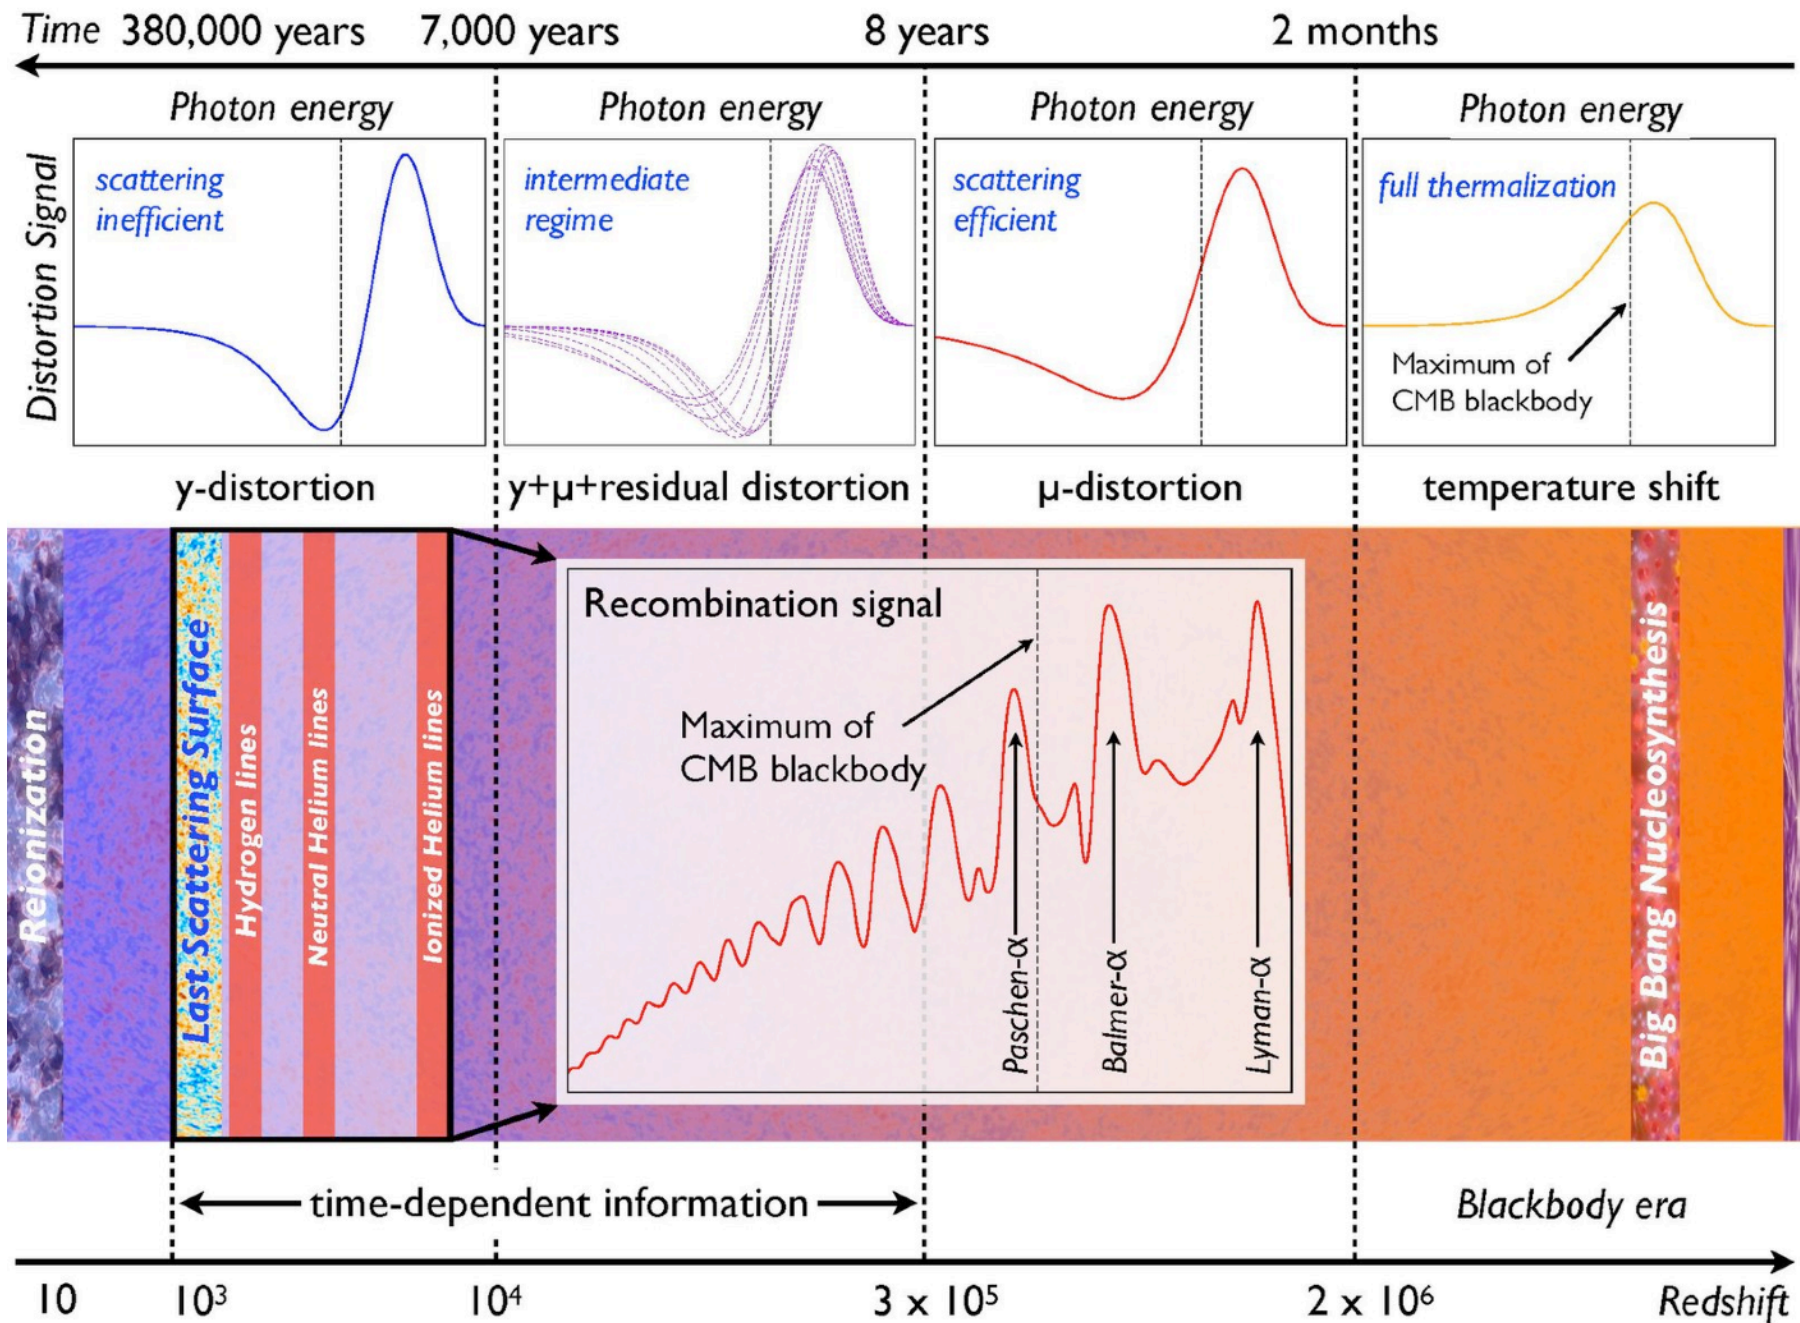 Time 380,000 years 7,000 years 8 years 2 months
Photon energy Photon energy Photon energy Photon energy
Distortion Signal
scattering
inefficient
intermediate
regime
scattering
efficient
full thermalization
Maximum of
CMB blackbody
y-distortion y+μ+residual distortion μ-distortion temperature shift
Reionization
Last Scattering Surface
Hydrogen lines
Neutral Helium lines
Ionized Helium lines
Recombination signal
Maximum of
CMB blackbody
Paschen-α
Balmer-α
Lyman-α
Big Bang Nucleosynthesis
time-dependent information
Blackbody era
10 10³ 10⁴ 3 x 10⁵ 2 x 10⁶ Redshift